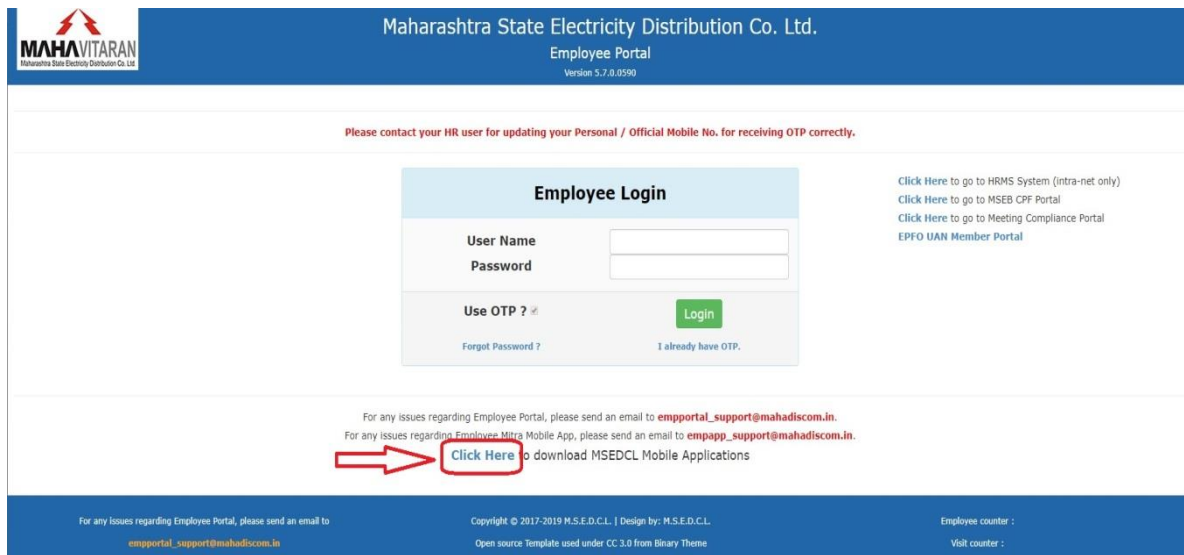 MAHAVITARAN
Maharashtra State Electricity Distribution Co. Ltd.
Maharashtra State Electricity Distribution Co. Ltd.
Employee Portal
Version 5.7.0.0590
Please contact your HR user for updating your Personal / Official Mobile No. for receiving OTP correctly.
Employee Login
User Name
Password
Use OTP ?
Login
Forgot Password ?
I already have OTP.
Click Here to go to HRMS System (intra-net only)
Click Here to go to MSEB CPF Portal
Click Here to go to Meeting Compliance Portal
EPFO UAN Member Portal
For any issues regarding Employee Portal, please send an email to empportal_support@mahadiscom.in.
For any issues regarding Employee Mitra Mobile App, please send an email to empapp_support@mahadiscom.in.
Click Here to download MSEDCL Mobile Applications
For any issues regarding Employee Portal, please send an email to
empportal_support@mahadiscom.in
Copyright © 2017-2019 M.S.E.D.C.L. | Design by: M.S.E.D.C.L.
Open source Template used under CC 3.0 from Binary Theme
Employee counter :
Visit counter :